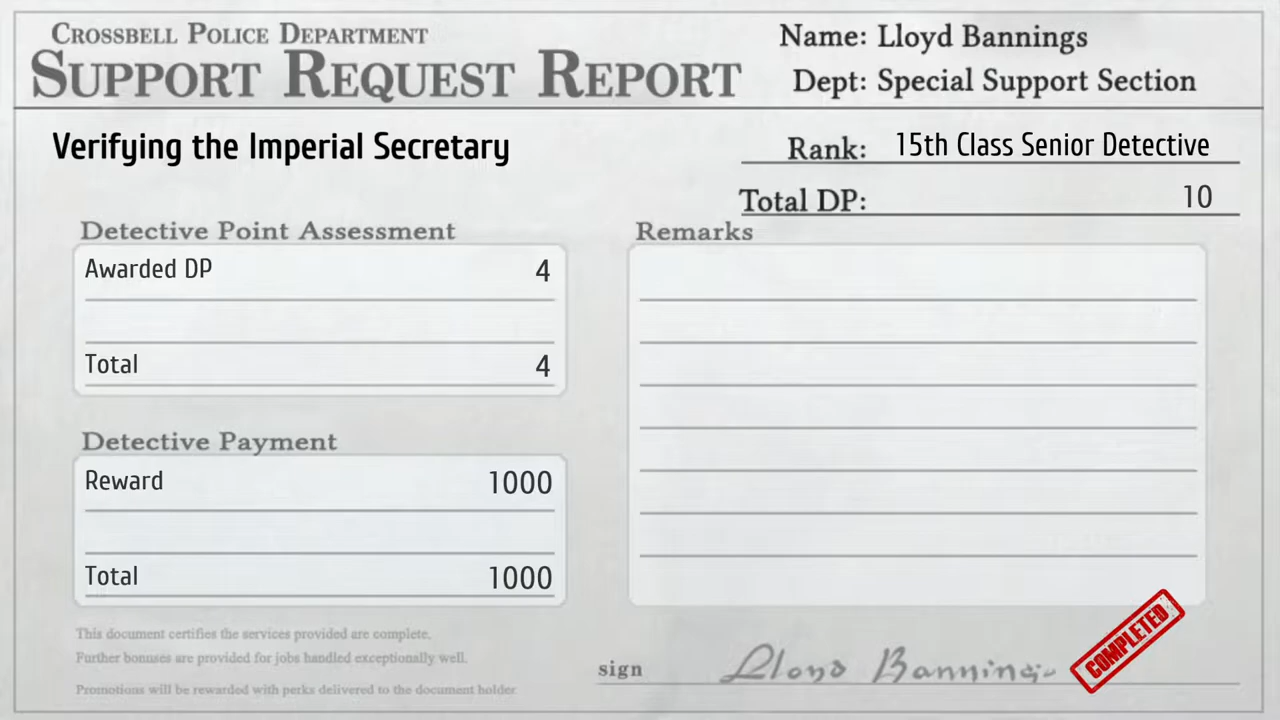 CROSSBELL POLICE DEPARTMENT
SUPPORT REQUEST REPORT
Name: Lloyd Bannings
Dept: Special Support Section
Verifying the Imperial Secretary
Rank: 15th Class Senior Detective
Total DP: 10
Detective Point Assessment
Awarded DP 4
Total 4
Remarks
Detective Payment
Reward 1000
Total 1000
This document certifies the services provided are complete.
Further bonuses are provided for jobs handled exceptionally well.
Promotions will be rewarded with perks delivered to the document holder.
sign Lloyd Bannings
COMPLETED